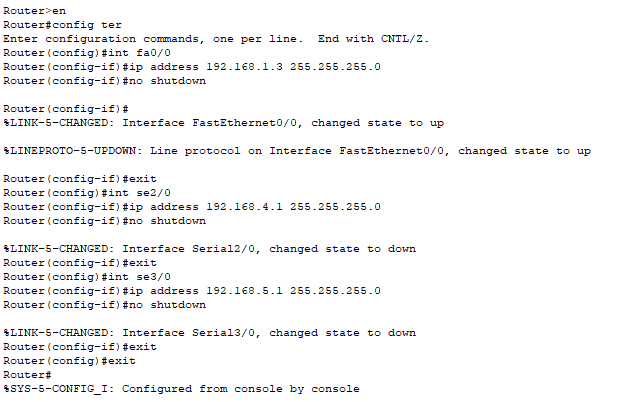 Router>en
Router#config ter
Enter configuration commands, one per line.  End with CNTL/Z.
Router(config)#int fa0/0
Router(config-if)#ip address 192.168.1.3 255.255.255.0
Router(config-if)#no shutdown

Router(config-if)#
%LINK-5-CHANGED: Interface FastEthernet0/0, changed state to up

%LINEPROTO-5-UPDOWN: Line protocol on Interface FastEthernet0/0, changed state to up

Router(config-if)#exit
Router(config)#int se2/0
Router(config-if)#ip address 192.168.4.1 255.255.255.0
Router(config-if)#no shutdown

%LINK-5-CHANGED: Interface Serial2/0, changed state to down
Router(config-if)#exit
Router(config)#int se3/0
Router(config-if)#ip address 192.168.5.1 255.255.255.0
Router(config-if)#no shutdown

%LINK-5-CHANGED: Interface Serial3/0, changed state to down
Router(config-if)#exit
Router(config)#exit
Router#
%SYS-5-CONFIG_I: Configured from console by console